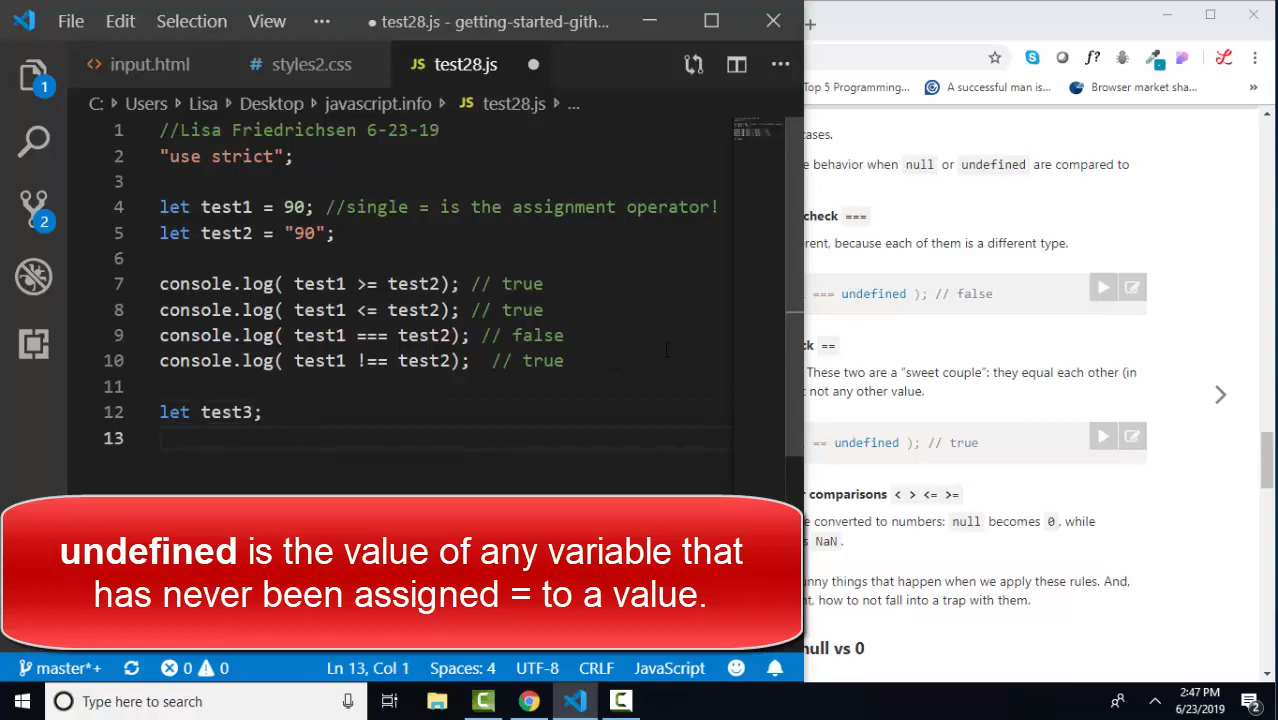 File Edit Selection View ··· ● test28.js - getting-started-gith...
<> input.html # styles2.css JS test28.js ● ···
C: › Users › Lisa › Desktop › javascript.info › JS test28.js › ...
1 //Lisa Friedrichsen 6-23-19
2 "use strict";
3
4 let test1 = 90; //single = is the assignment operator!
5 let test2 = "90";
6
7 console.log( test1 >= test2); // true
8 console.log( test1 <= test2); // true
9 console.log( test1 === test2); // false
10 console.log( test1 !== test2);  // true
11
12 let test3;
13
1
2
undefined is the value of any variable that
has never been assigned = to a value.
master*+ 0 0 Ln 13, Col 1 Spaces: 4 UTF-8 CRLF JavaScript
f?
Top 5 Programming... A successful man is... Browser market sha... »
cases.
e behavior when null or undefined are compared to
check ===
rent, because each of them is a different type.
=== undefined ); // false
ck ==
These two are a “sweet couple”: they equal each other (in
t not any other value.
== undefined ); // true
r comparisons < > <= >=
e converted to numbers: null becomes 0, while
s NaN.
unny things that happen when we apply these rules. And,
t, how to not fall into a trap with them.
null vs 0
Type here to search
2:47 PM
6/23/2019
2